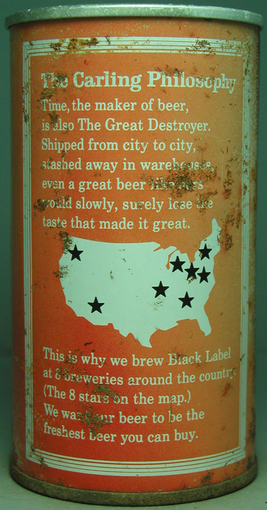 The Carling Philosophy
Time, the maker of beer,
is also The Great Destroyer.
Shipped from city to city,
stashed away in warehouses,
even a great beer like ours
would slowly, surely lose the
taste that made it great.
This is why we brew Black Label
at 8 breweries around the country.
(The 8 stars on the map.)
We want our beer to be the
freshest beer you can buy.